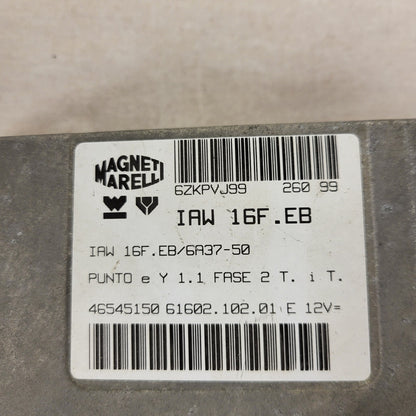 MAGNETI
MARELLI
6ZKPVJ99 260 99
IAW 16F.EB
IAW 16F.EB/6A37-50
PUNTO e Y 1.1 FASE 2 T. i T.
46545150 61602.102.01 E 12V=